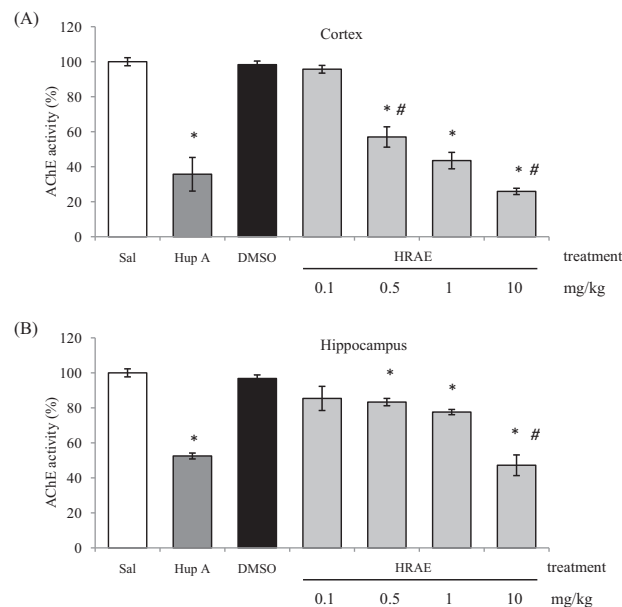 (A)
Cortex
AChE activity (%)
120
100
80
60
40
20
0
*
* #
*
* #
Sal Hup A DMSO HRAE treatment
0.1 0.5 1 10 mg/kg
(B)
Hippocampus
AChE activity (%)
120
100
80
60
40
20
0
*
*
*
* #
Sal Hup A DMSO HRAE treatment
0.1 0.5 1 10 mg/kg